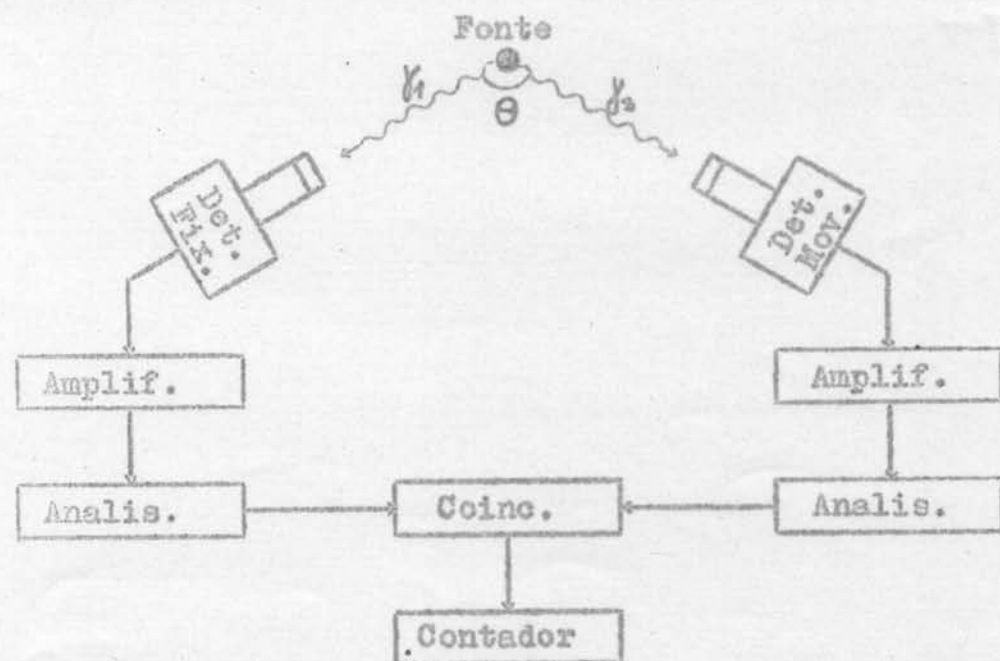 Fonte
γ₁
γ₂
θ
Det.
Fix.
Det.
Mov.
Amplif.
Amplif.
Analis.
Coinc.
Analis.
Contador